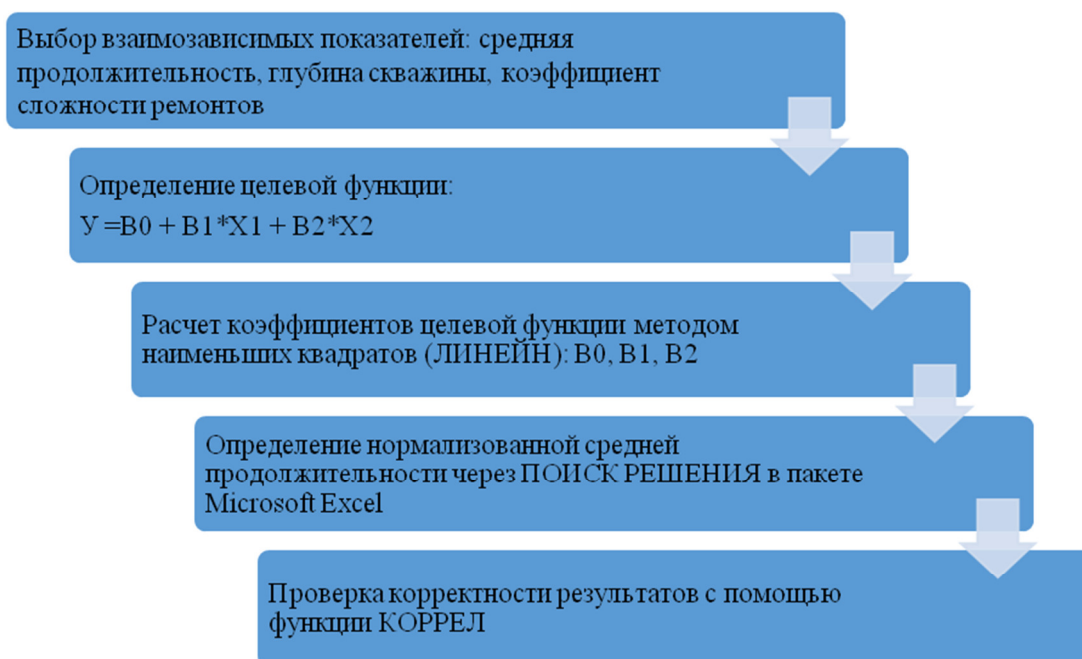 Выбор взаимозависимых показателей: средняя
продолжительность, глубина скважины, коэффициент
сложности ремонтов
Определение целевой функции:
У =В0 + В1*Х1 + В2*Х2
Расчет коэффициентов целевой функции методом
наименьших квадратов (ЛИНЕЙН): В0, В1, В2
Определение нормализованной средней
продолжительности через ПОИСК РЕШЕНИЯ в пакете
Microsoft Excel
Проверка корректности результатов с помощью
функции КОРРЕЛ